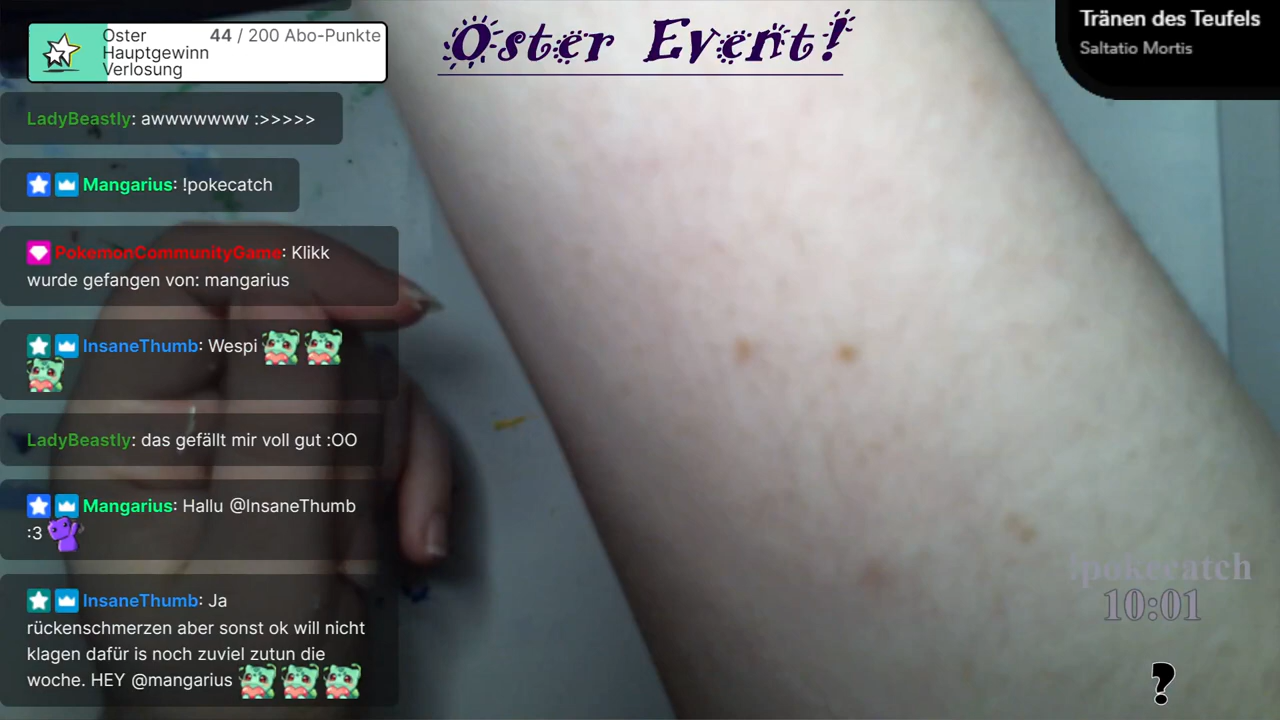 Oster 44 / 200 Abo-Punkte
Hauptgewinn
Verlosung
Oster Event!
Tränen des Teufels
Saltatio Mortis
LadyBeastly: awwwwwww :>>>>>
Mangarius: !pokecatch
PokemonCommunityGame: Klikk
wurde gefangen von: mangarius
InsaneThumb: Wespi
LadyBeastly: das gefällt mir voll gut :OO
Mangarius: Hallu @InsaneThumb
:3
InsaneThumb: Ja
rückenschmerzen aber sonst ok will nicht
klagen dafür is noch zuviel zutun die
woche. HEY @mangarius
!pokecatch
10:01
?